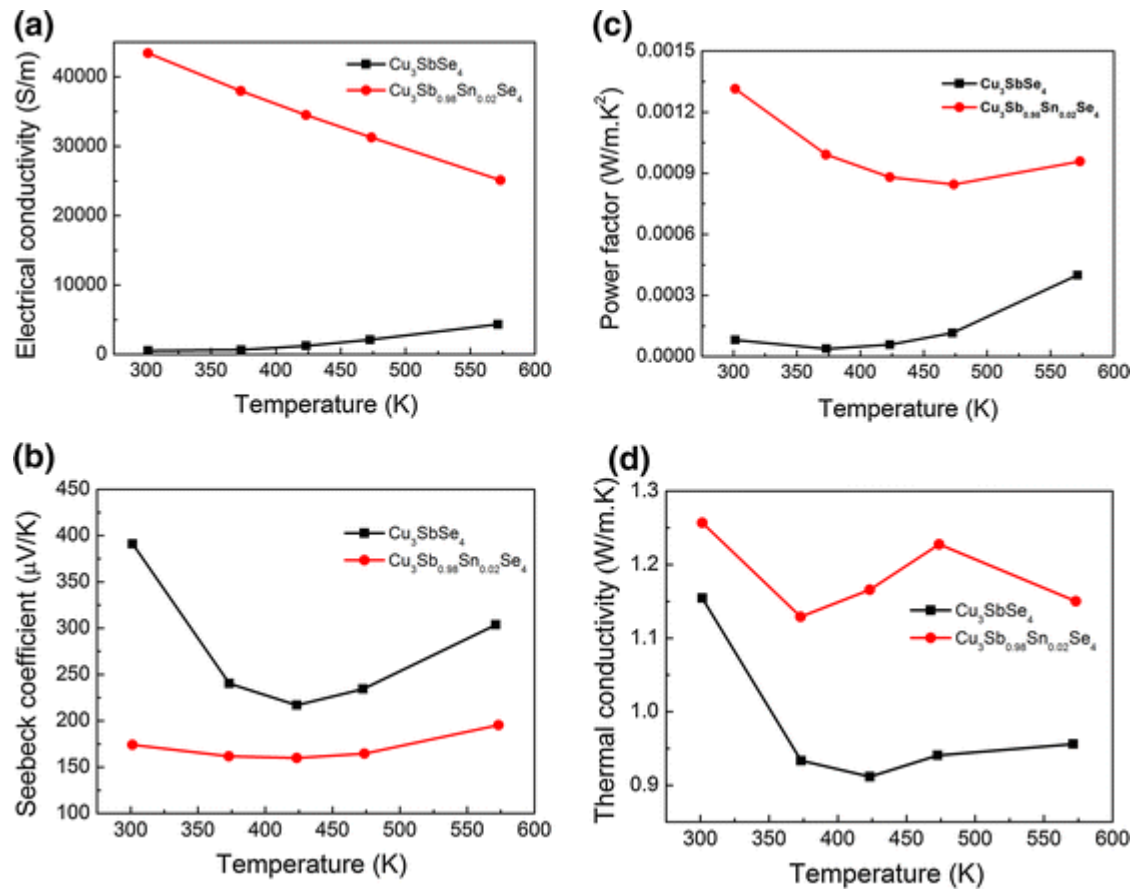 (a)
Electrical conductivity (S/m)
40000
30000
20000
10000
0
Cu₃SbSe₄
Cu₃Sb₀.₉₈Sn₀.₀₂Se₄
300 350 400 450 500 550 600
Temperature (K)
(c)
Power factor (W/m.K²)
0.0015
0.0012
0.0009
0.0006
0.0003
0.0000
Cu₃SbSe₄
Cu₃Sb₀.₉₈Sn₀.₀₂Se₄
300 350 400 450 500 550 600
Temperature (K)
(b)
Seebeck coefficient (μV/K)
450
400
350
300
250
200
150
100
Cu₃SbSe₄
Cu₃Sb₀.₉₈Sn₀.₀₂Se₄
300 350 400 450 500 550 600
Temperature (K)
(d)
Thermal conductivity (W/m.K)
1.3
1.2
1.1
1.0
0.9
Cu₃SbSe₄
Cu₃Sb₀.₉₈Sn₀.₀₂Se₄
300 350 400 450 500 550 600
Temperature (K)